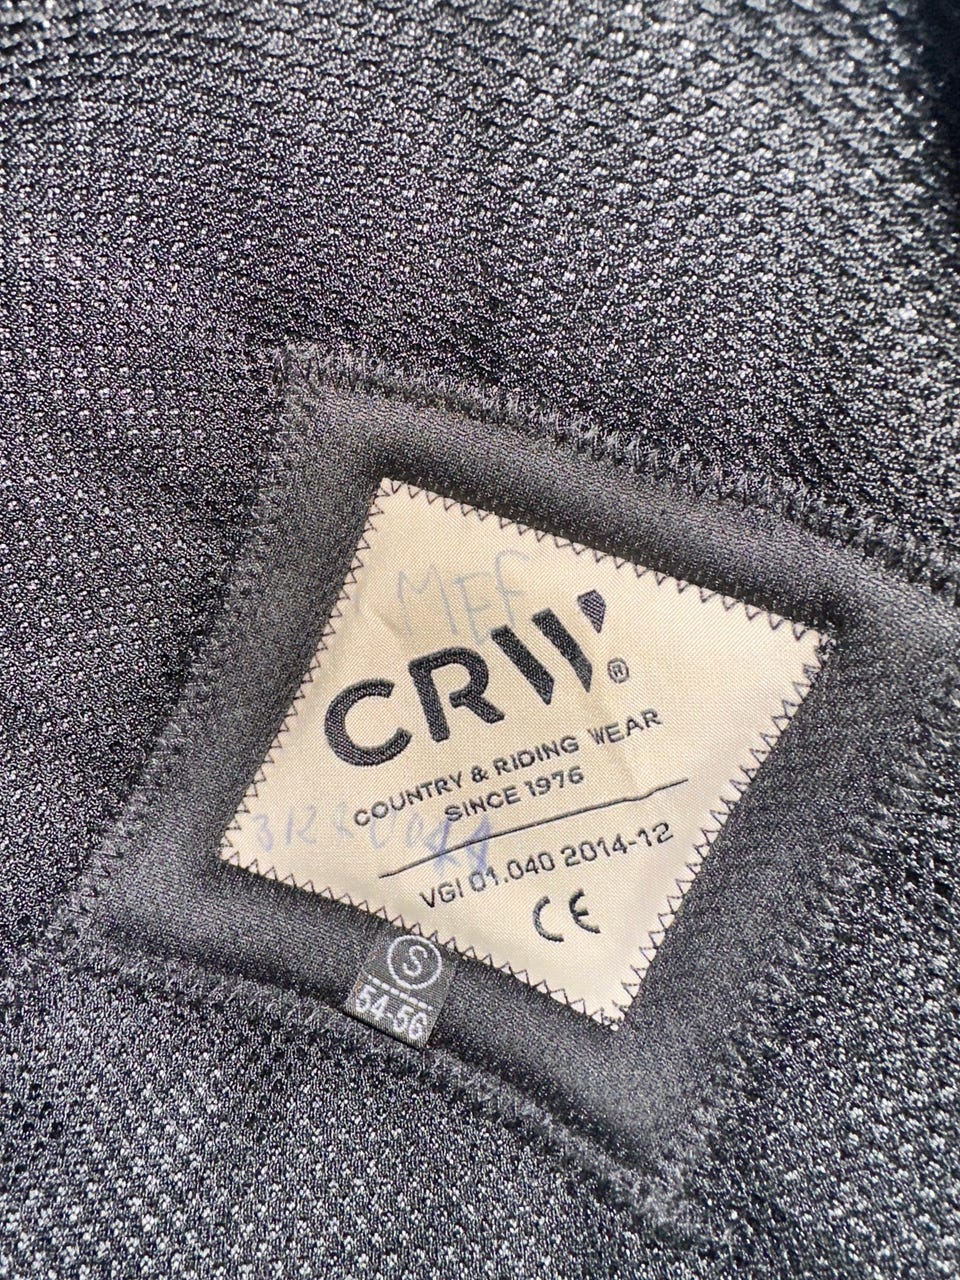 CRW®
COUNTRY & RIDING WEAR
SINCE 1976
VGI 01.040 2014-12
CE
S
54-56